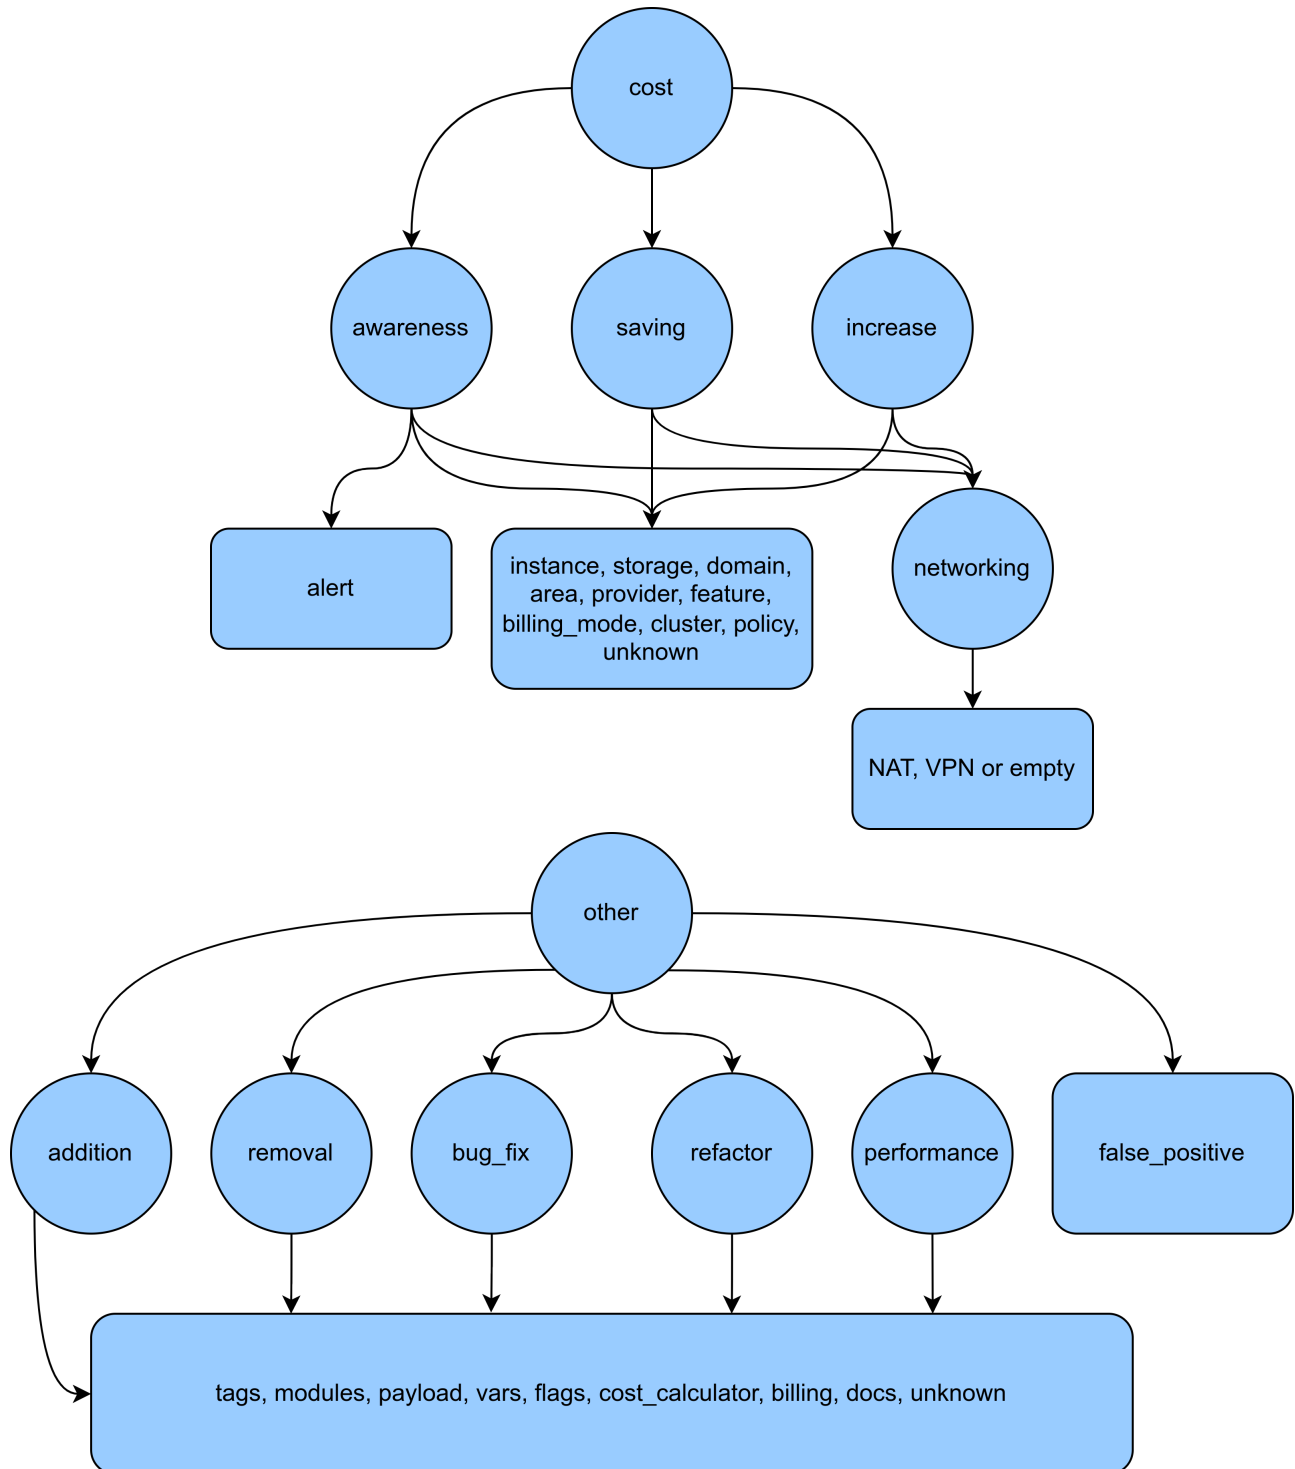 cost
awareness
saving
increase
alert
instance, storage, domain,
area, provider, feature,
billing_mode, cluster, policy,
unknown
networking
NAT, VPN or empty
other
addition
removal
bug_fix
refactor
performance
false_positive
tags, modules, payload, vars, flags, cost_calculator, billing, docs, unknown